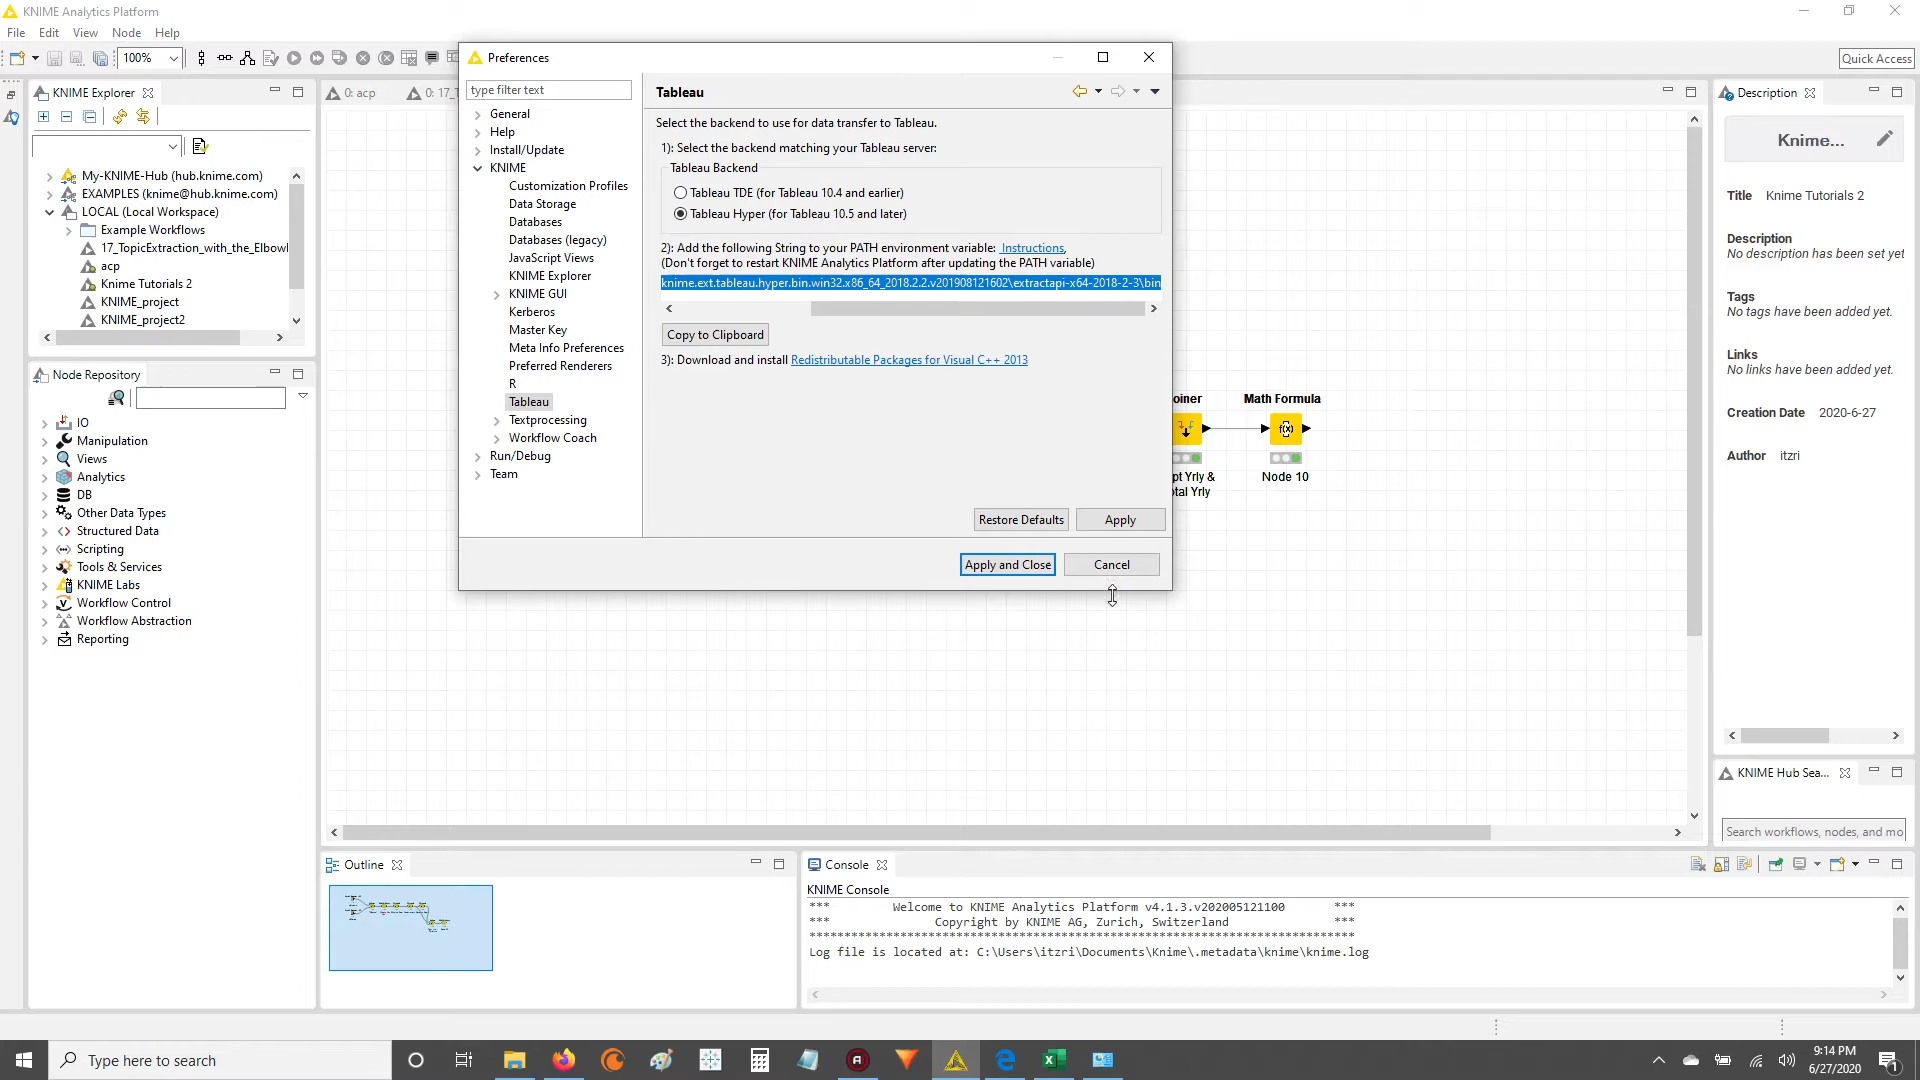 KNIME Analytics Platform
File Edit View Node Help
100%
Quick Access
KNIME Explorer
My-KNIME-Hub (hub.knime.com)
EXAMPLES (knime@hub.knime.com)
LOCAL (Local Workspace)
Example Workflows
17_TopicExtraction_with_the_Elbow
acp
Knime Tutorials 2
KNIME_project
KNIME_project2
Node Repository
IO
Manipulation
Views
Analytics
DB
Other Data Types
Structured Data
Scripting
Tools & Services
KNIME Labs
Workflow Control
Workflow Abstraction
Reporting
0: acp
0: 17_T
Preferences
type filter text
General
Help
Install/Update
KNIME
Customization Profiles
Data Storage
Databases
Databases (legacy)
JavaScript Views
KNIME Explorer
KNIME GUI
Kerberos
Master Key
Meta Info Preferences
Preferred Renderers
R
Tableau
Textprocessing
Workflow Coach
Run/Debug
Team
Tableau
Select the backend to use for data transfer to Tableau.
1): Select the backend matching your Tableau server:
Tableau Backend
Tableau TDE (for Tableau 10.4 and earlier)
Tableau Hyper (for Tableau 10.5 and later)
2): Add the following String to your PATH environment variable: Instructions,
(Don't forget to restart KNIME Analytics Platform after updating the PATH variable)
knime.ext.tableau.hyper.bin.win32.x86_64_2018.2.2.v201908121602\extractapi-x64-2018-2-3\bin
Copy to Clipboard
3): Download and install Redistributable Packages for Visual C++ 2013
Restore Defaults Apply
Apply and Close Cancel
oiner
pt Yrly &
otal Yrly
Math Formula
f(x)
Node 10
Description
Knime...
Title Knime Tutorials 2
Description
No description has been set yet
Tags
No tags have been added yet.
Links
No links have been added yet.
Creation Date 2020-6-27
Author itzri
KNIME Hub Sea...
Search workflows, nodes, and mo
Outline
Console
KNIME Console
*** Welcome to KNIME Analytics Platform v4.1.3.v202005121100 ***
*** Copyright by KNIME AG, Zurich, Switzerland ***
Log file is located at: C:\Users\itzri\Documents\Knime\.metadata\knime\knime.log
Type here to search
9:14 PM
6/27/2020
1